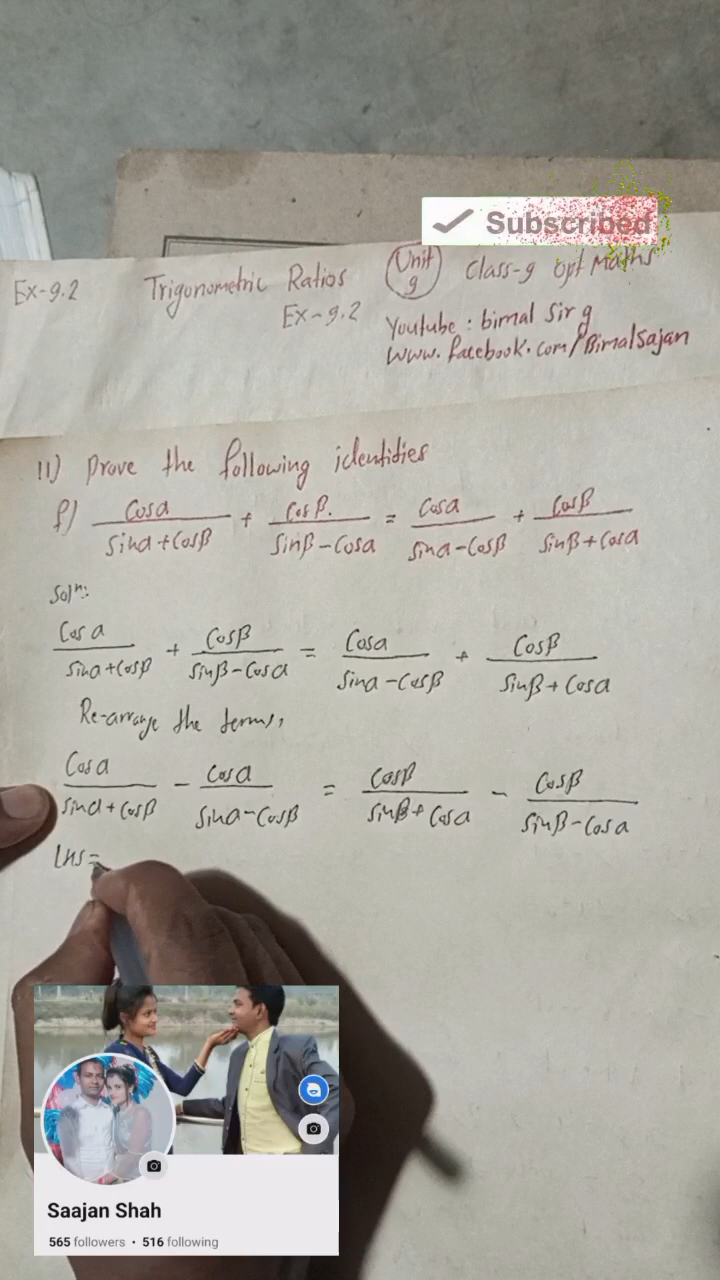 ✓ Subscribed
Ex-9.2 Trigonometric Ratios Unit 9 Class-9 Opt Maths
Ex-9.2
Youtube : bimal Sir g
www.facebook.com/BimalSajan
11) Prove the following identities
f) Cosα/(Sinα+Cosβ) + Cosβ./(Sinβ-Cosα) = Cosα/(Sinα-Cosβ) + Cosβ/(Sinβ+Cosα)
Solⁿ:
Cosα/(Sinα+Cosβ) + Cosβ/(Sinβ-Cosα) = Cosα/(Sinα-Cosβ) + Cosβ/(Sinβ+Cosα)
Re-arrange the terms,
Cosα/(Sinα+Cosβ) - Cosα/(Sinα-Cosβ) = Cosβ/(Sinβ+Cosα) - Cosβ/(Sinβ-Cosα)
LHS=
Saajan Shah
565 followers • 516 following